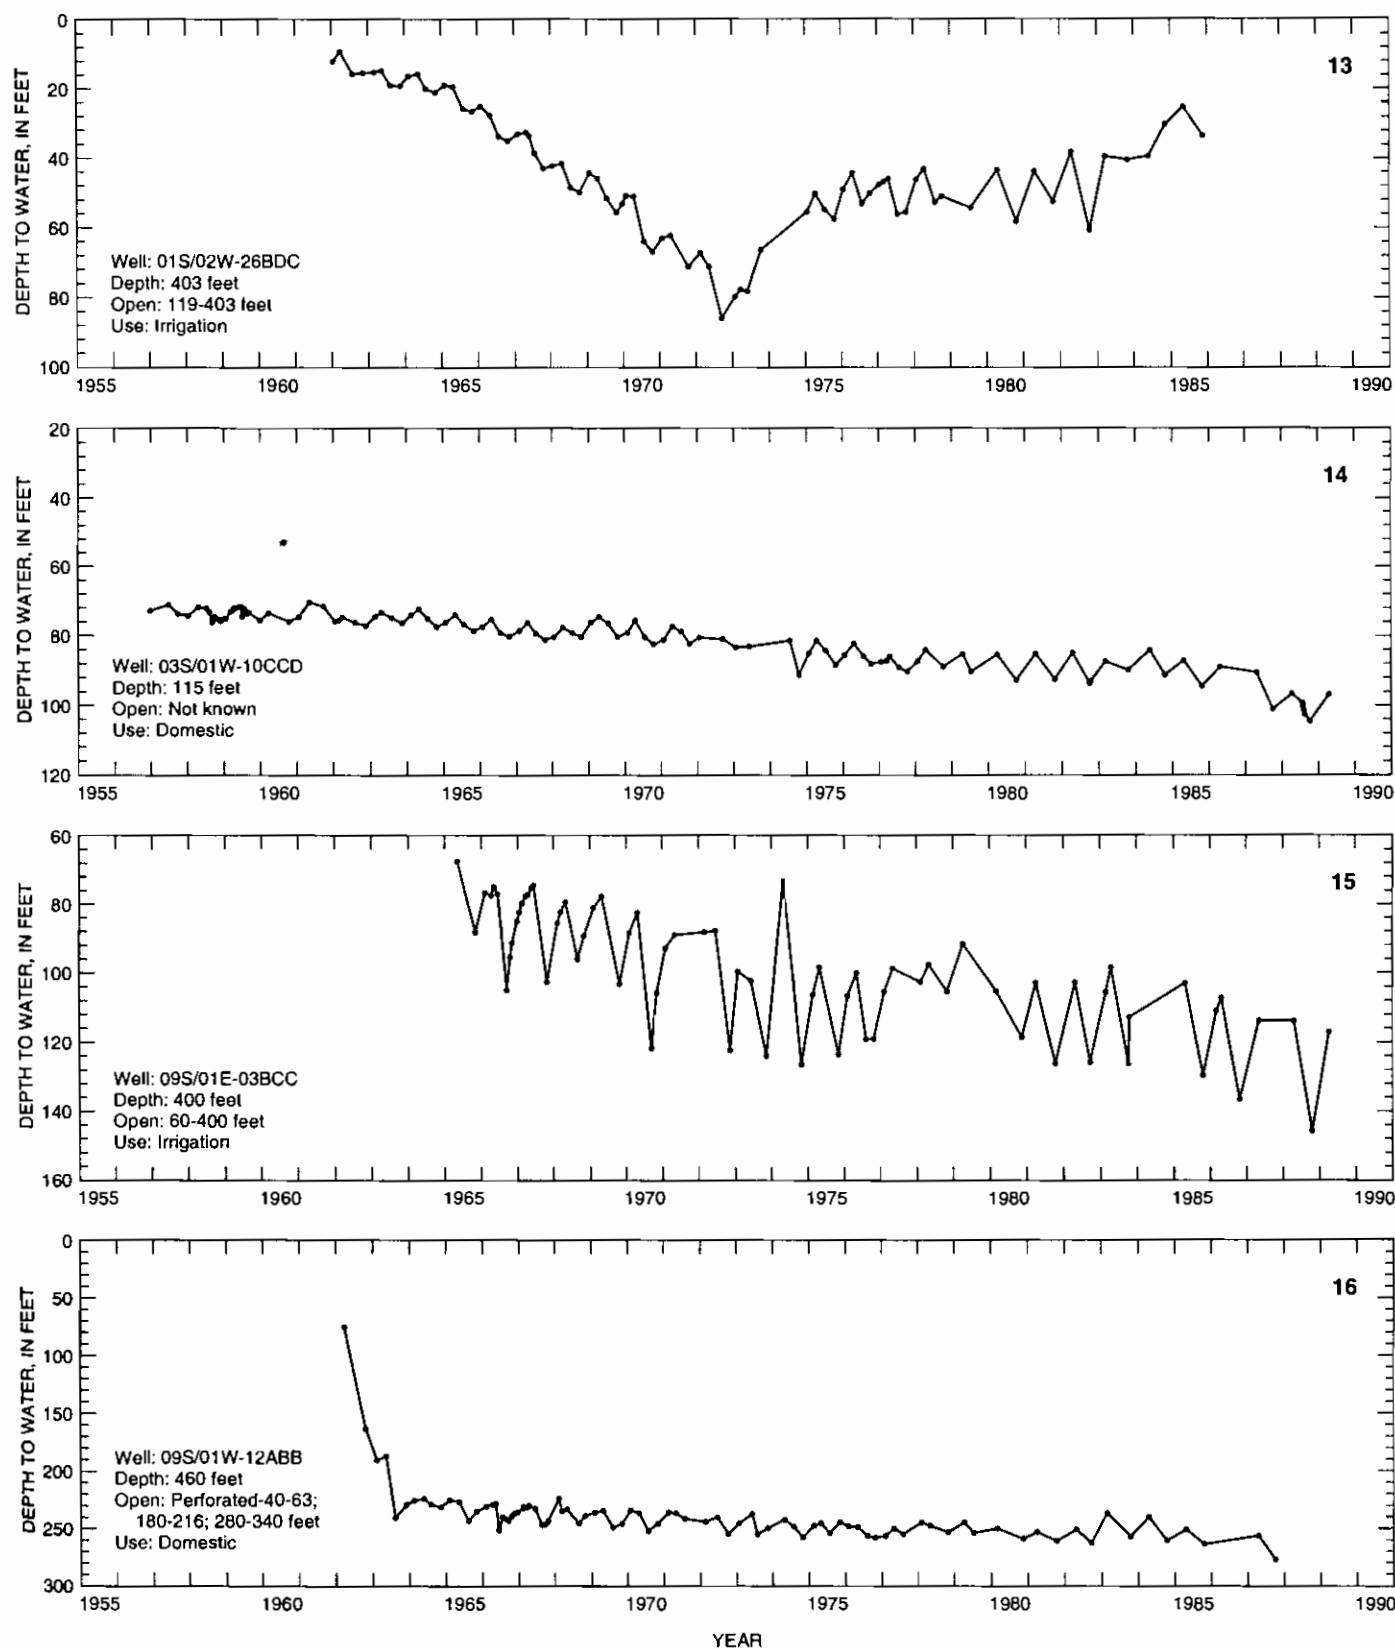 13
DEPTH TO WATER, IN FEET
0
20
40
60
80
100
Well: 01S/02W-26BDC
Depth: 403 feet
Open: 119-403 feet
Use: Irrigation
1955 1960 1965 1970 1975 1980 1985 1990
14
DEPTH TO WATER, IN FEET
20
40
60
80
100
120
Well: 03S/01W-10CCD
Depth: 115 feet
Open: Not known
Use: Domestic
1955 1960 1965 1970 1975 1980 1985 1990
15
DEPTH TO WATER, IN FEET
60
80
100
120
140
160
Well: 09S/01E-03BCC
Depth: 400 feet
Open: 60-400 feet
Use: Irrigation
1955 1960 1965 1970 1975 1980 1985 1990
16
DEPTH TO WATER, IN FEET
0
50
100
150
200
250
300
Well: 09S/01W-12ABB
Depth: 460 feet
Open: Perforated-40-63;
180-216; 280-340 feet
Use: Domestic
1955 1960 1965 1970 1975 1980 1985 1990
YEAR